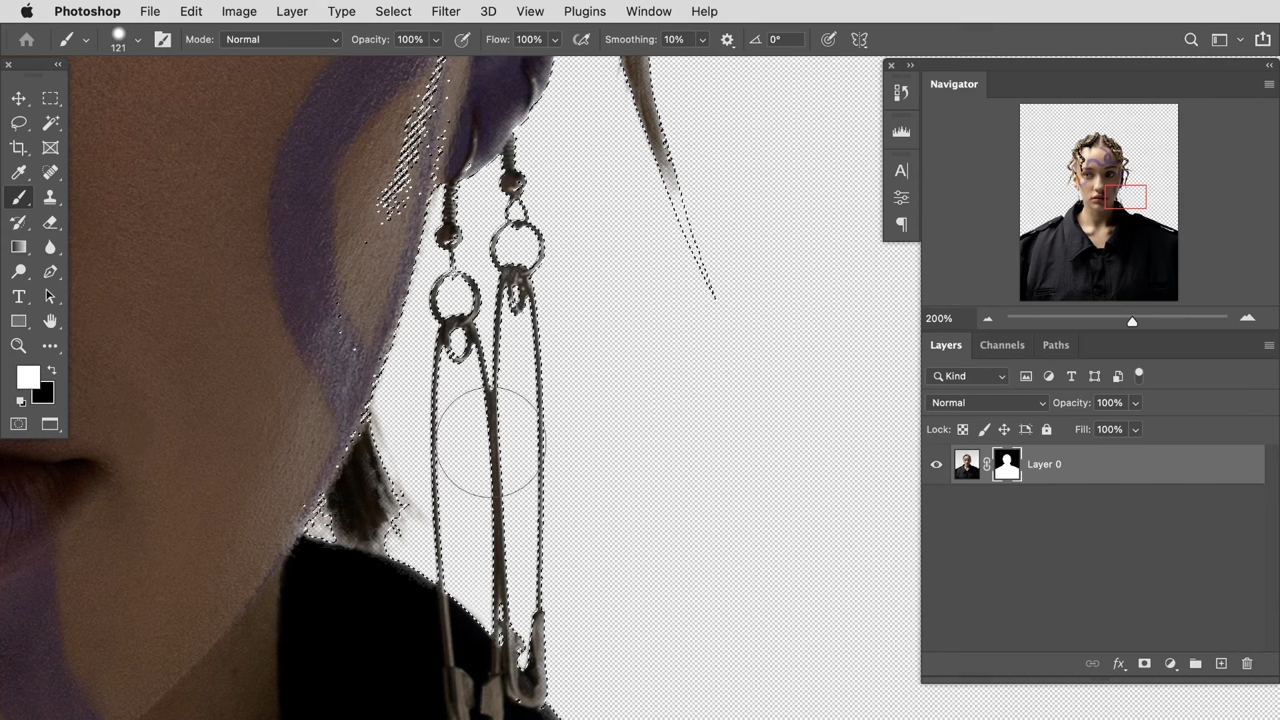 Photoshop File Edit Image Layer Type Select Filter 3D View Plugins Window Help
121 Mode: Normal Opacity: 100% Flow: 100% Smoothing: 10% 0°
Navigator
200%
Layers Channels Paths
Kind
Normal Opacity: 100%
Lock: Fill: 100%
Layer 0